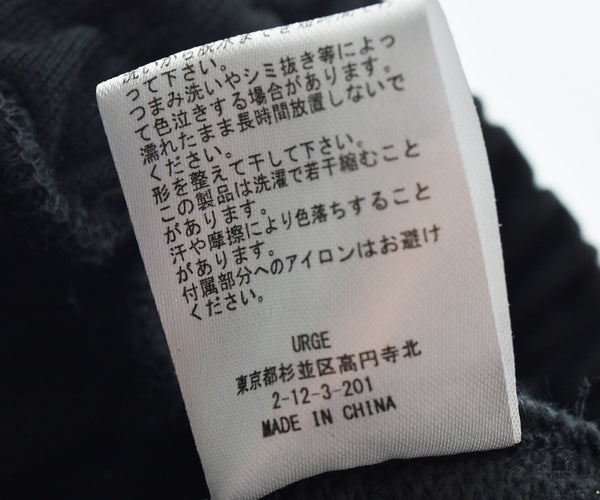 って下さい。
つまみ洗いやシミ抜き等によっ
て色泣きする場合があります。
濡れたまま長時間放置しないで
ください。
形を整えて干して下さい。
この製品は洗濯で若干縮むこと
があります。
汗や摩擦により色落ちすること
があります。
付属部分へのアイロンはお避け
ください。
URGE
東京都杉並区高円寺北
2-12-3-201
MADE IN CHINA